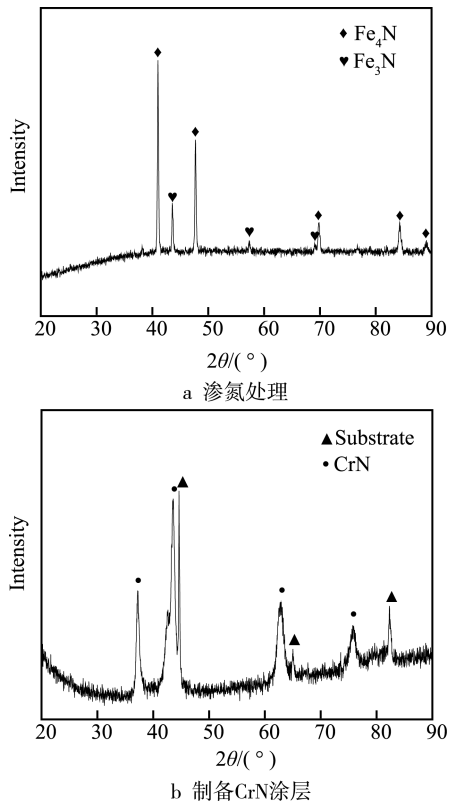 ♦ Fe₄N
♥ Fe₃N
Intensity
20 30 40 50 60 70 80 90
2θ/(°)
a 渗氮处理
▲Substrate
• CrN
Intensity
20 30 40 50 60 70 80 90
2θ/(°)
b 制备CrN涂层